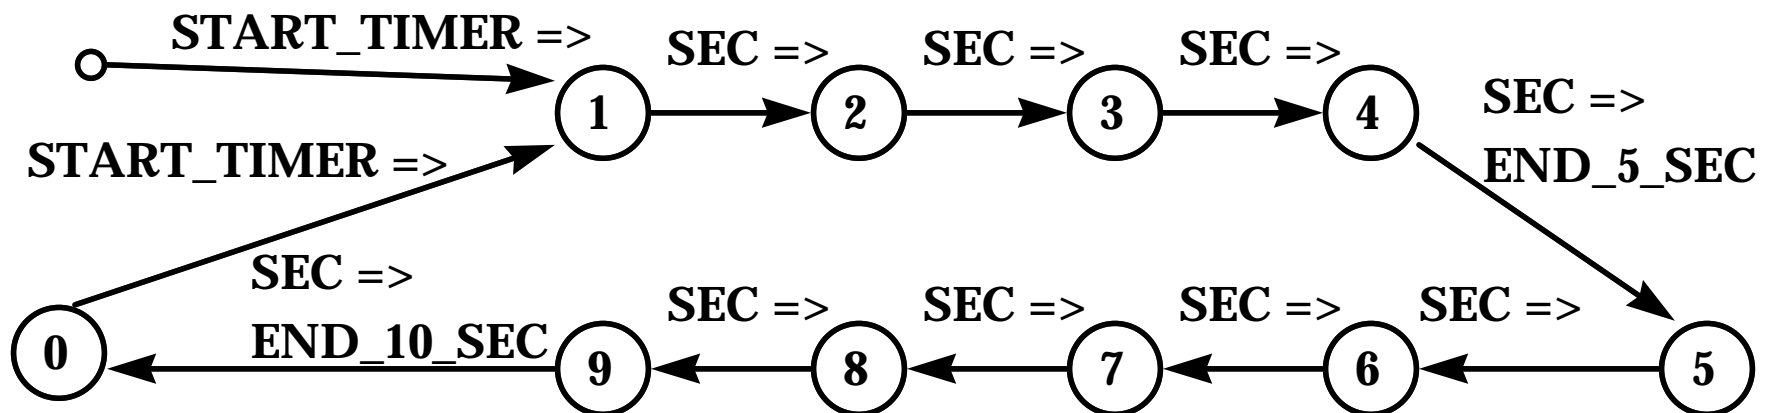 START_TIMER =>
SEC =>
SEC =>
SEC =>
1
2
3
4
SEC =>
END_5_SEC
START_TIMER =>
SEC =>
END_10_SEC
SEC =>
SEC =>
SEC =>
SEC =>
0
9
8
7
6
5